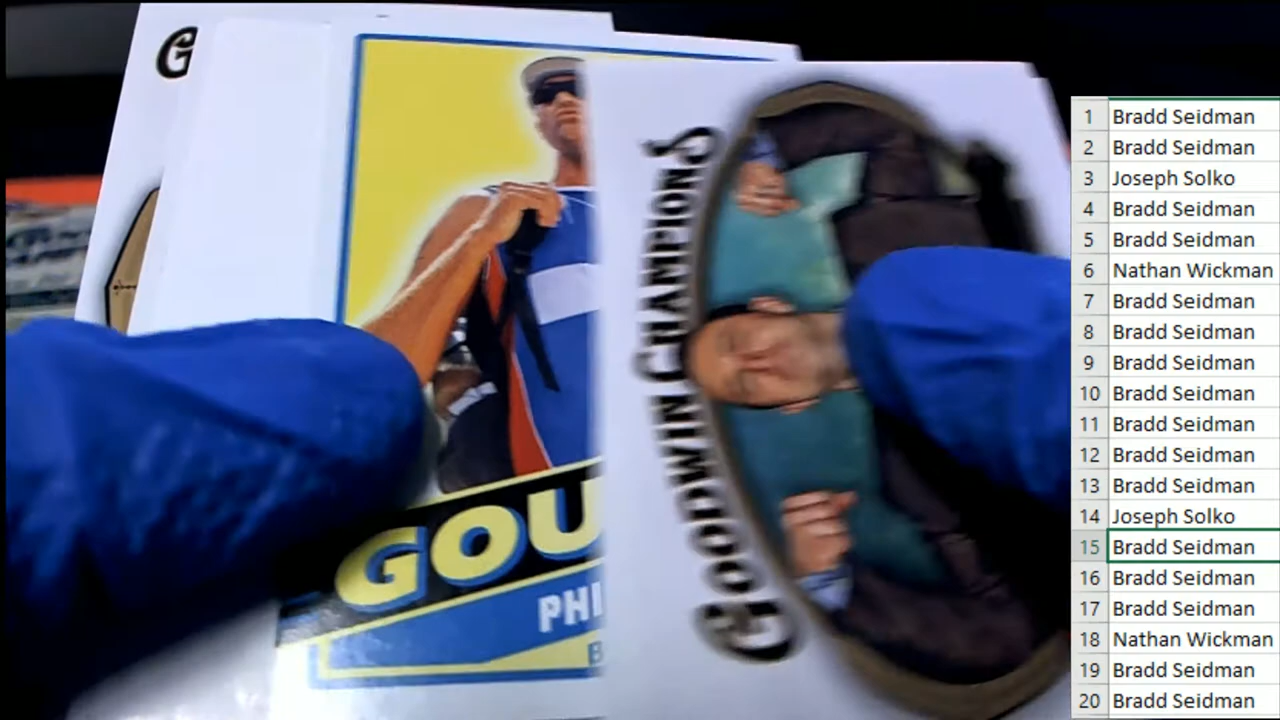 G
GOU
PHI
B
GOODWIN CHAMPIONS
1 Bradd Seidman
2 Bradd Seidman
3 Joseph Solko
4 Bradd Seidman
5 Bradd Seidman
6 Nathan Wickman
7 Bradd Seidman
8 Bradd Seidman
9 Bradd Seidman
10 Bradd Seidman
11 Bradd Seidman
12 Bradd Seidman
13 Bradd Seidman
14 Joseph Solko
15 Bradd Seidman
16 Bradd Seidman
17 Bradd Seidman
18 Nathan Wickman
19 Bradd Seidman
20 Bradd Seidman